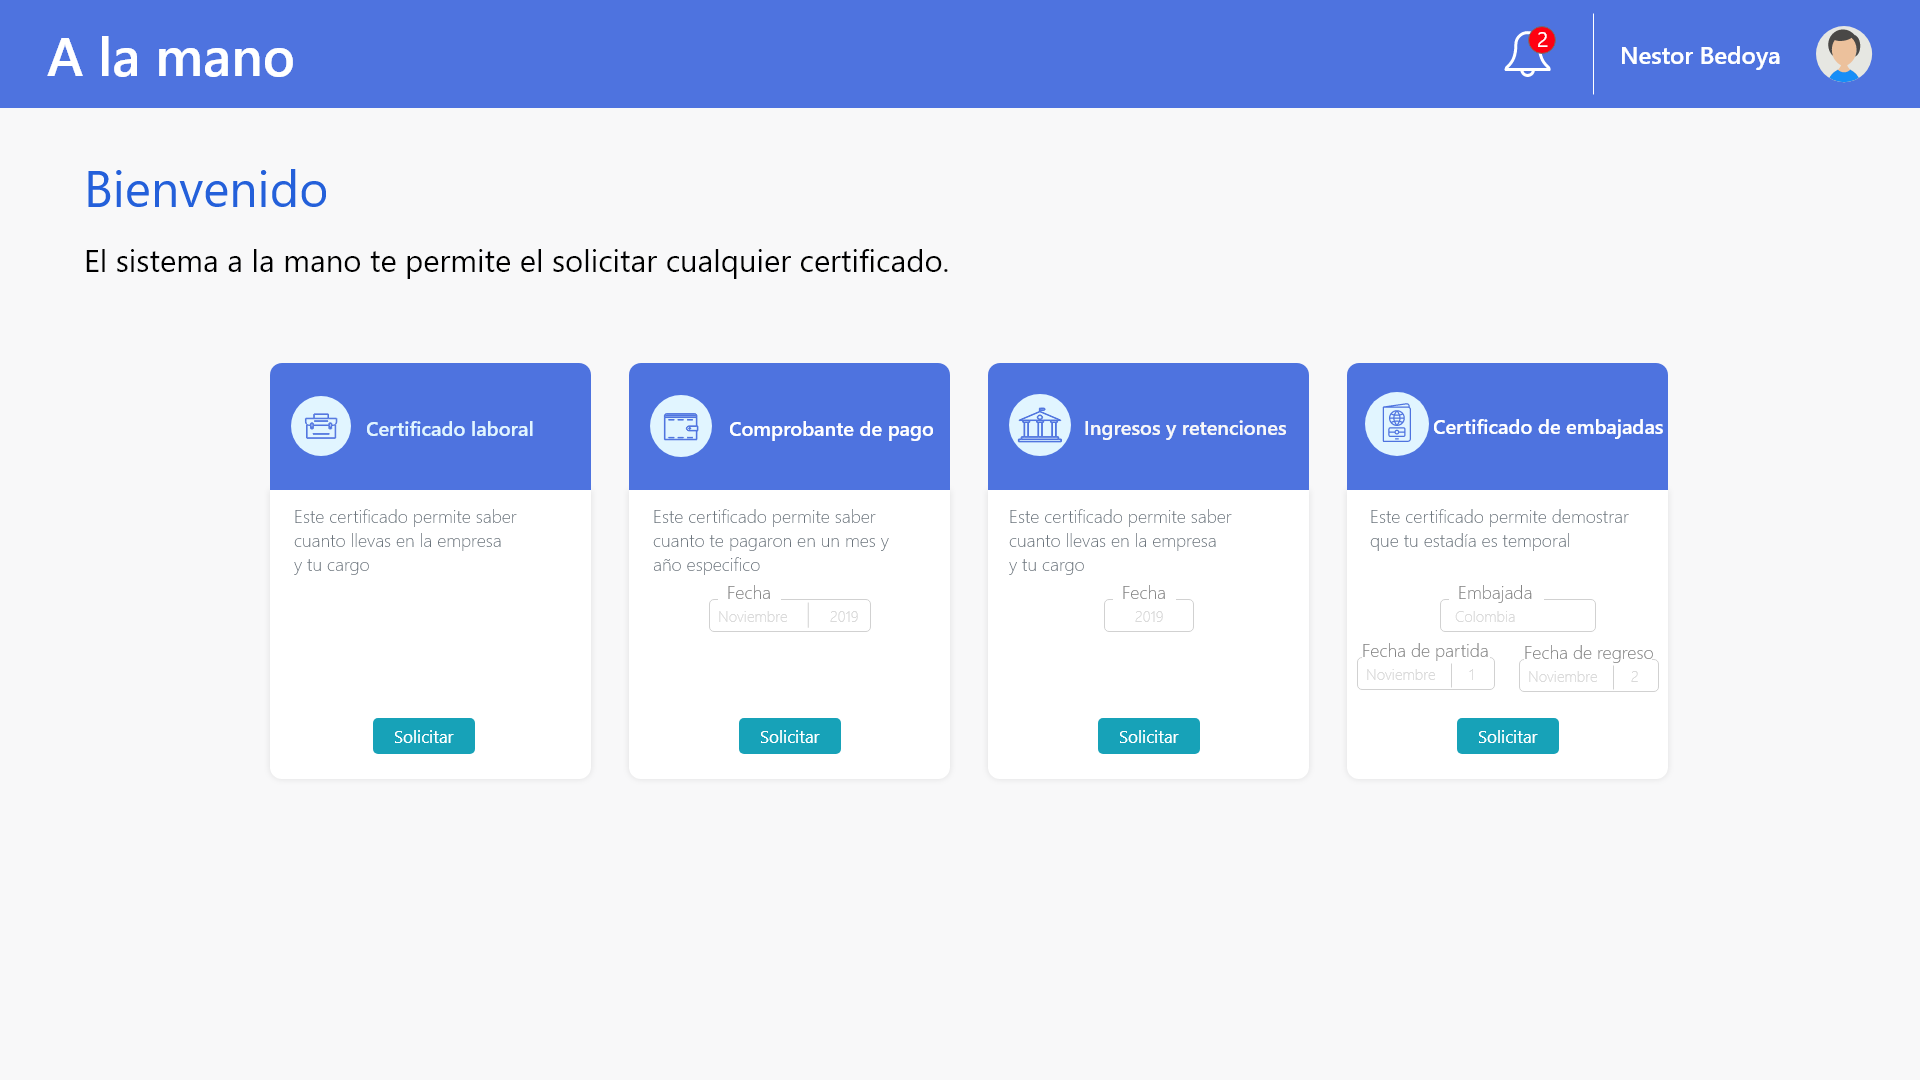 A la mano
2
Nestor Bedoya
Bienvenido
El sistema a la mano te permite el solicitar cualquier certificado.
Certificado laboral
Este certificado permite saber
cuanto llevas en la empresa
y tu cargo
Solicitar
Comprobante de pago
Este certificado permite saber
cuanto te pagaron en un mes y
año especifico
Fecha
Noviembre 2019
Solicitar
Ingresos y retenciones
Este certificado permite saber
cuanto llevas en la empresa
y tu cargo
Fecha
2019
Solicitar
Certificado de embajadas
Este certificado permite demostrar
que tu estadía es temporal
Embajada
Colombia
Fecha de partida
Noviembre 1
Fecha de regreso
Noviembre 2
Solicitar